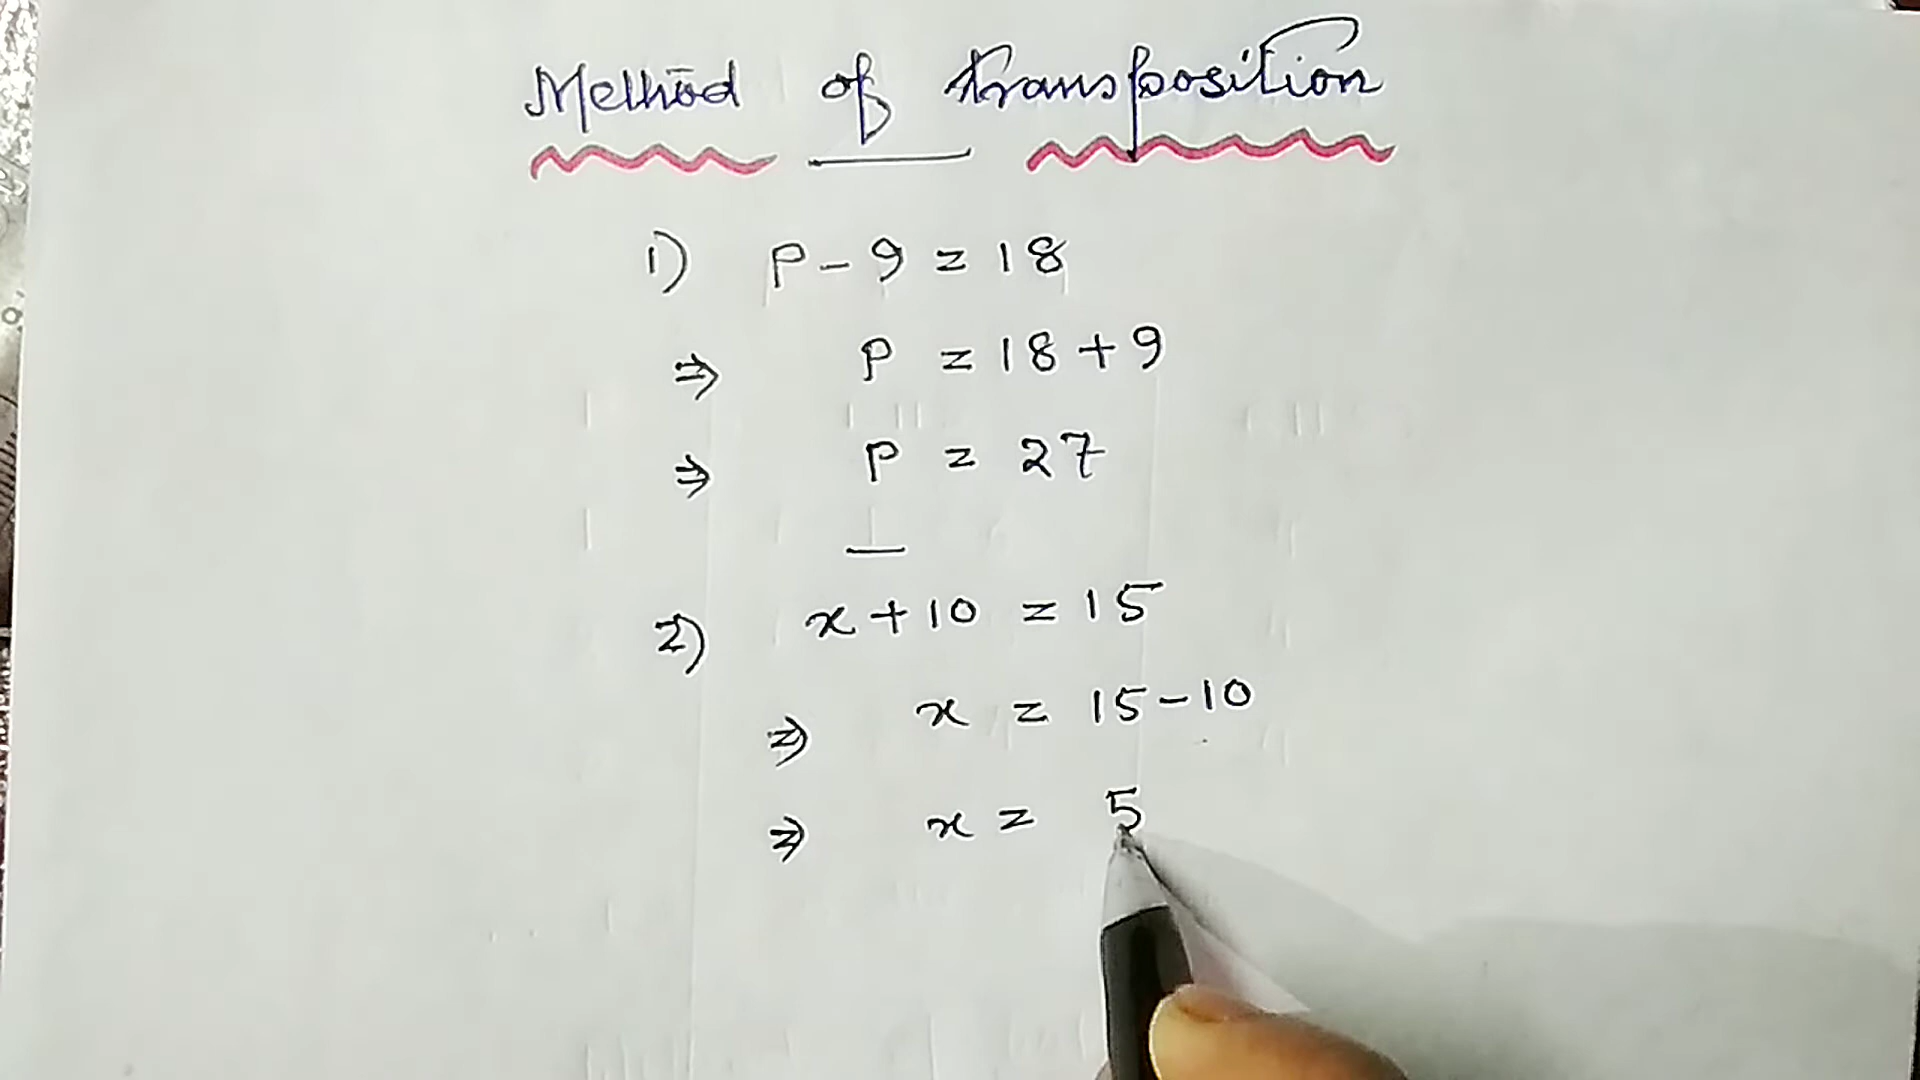 Method of transposition
1) P - 9 = 18
⇒ P = 18 + 9
⇒ P = 27
2) x + 10 = 15
⇒ x = 15 - 10
⇒ x = 5